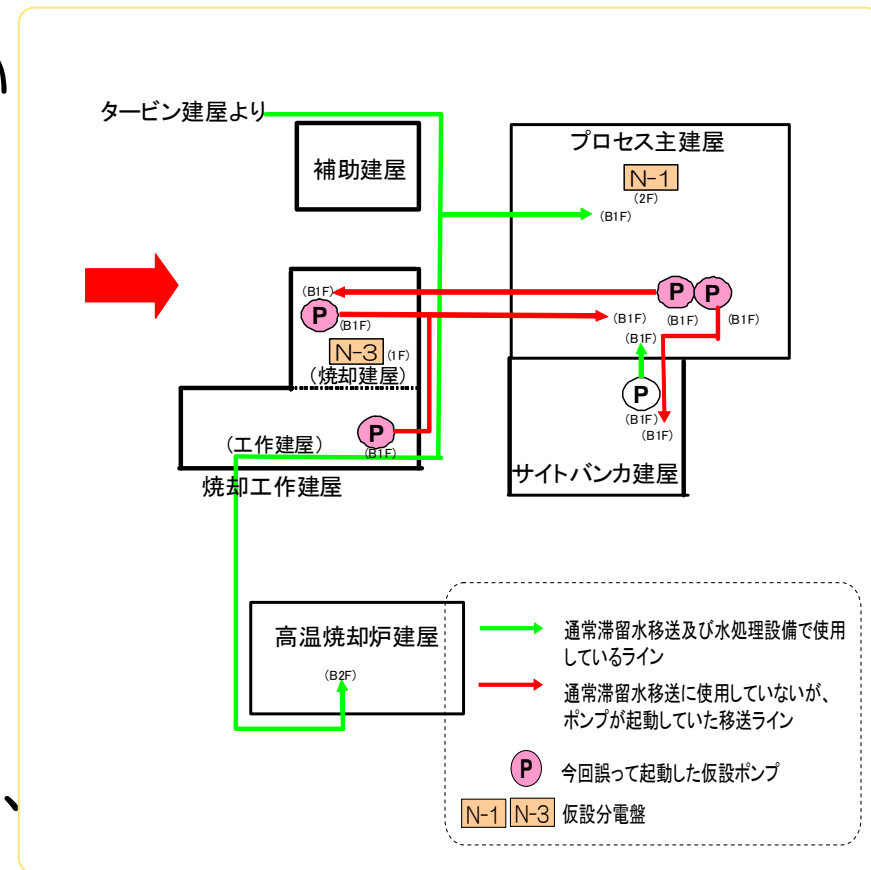 タービン建屋より
補助建屋
プロセス主建屋
N-1
(2F)
(B1F)
(B1F)
P
(B1F)
N-3
(1F)
(焼却建屋)
P
P
(B1F)
(B1F)
(B1F)
(B1F)
P
(B1F)
(B1F)
サイトバンカ建屋
(工作建屋)
P
(B1F)
焼却工作建屋
高温焼却炉建屋
(B2F)
通常滞留水移送及び水処理設備で使用
しているライン
通常滞留水移送に使用していないが、
ポンプが起動していた移送ライン
P 今回誤って起動した仮設ポンプ
N-1 N-3 仮設分電盤